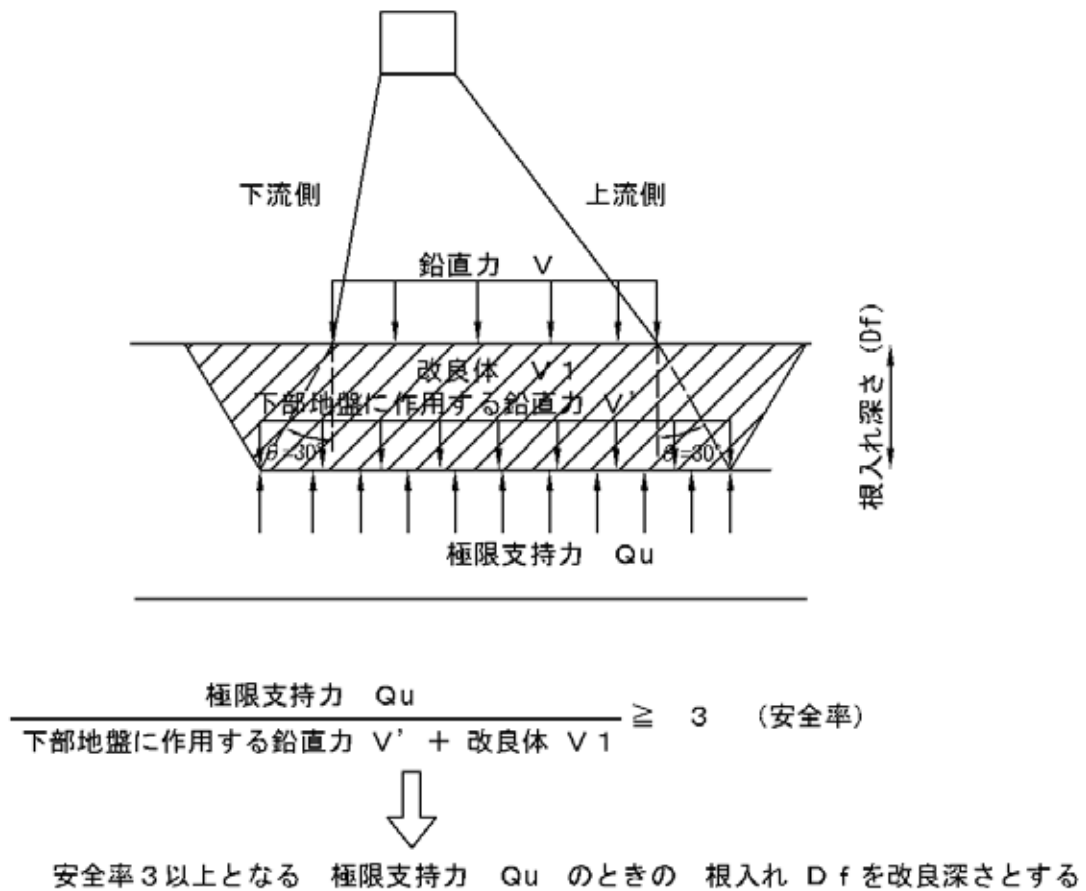 下流側
上流側
鉛直力 V
根入れ深さ (Df)
改良体 V1
下部地盤に作用する鉛直力 V'
θ=30°
θ=30°
極限支持力 Qu
極限支持力 Qu
下部地盤に作用する鉛直力 V' + 改良体 V1
≧ 3 (安全率)
安全率3以上となる 極限支持力 Qu のときの 根入れ Dfを改良深さとする